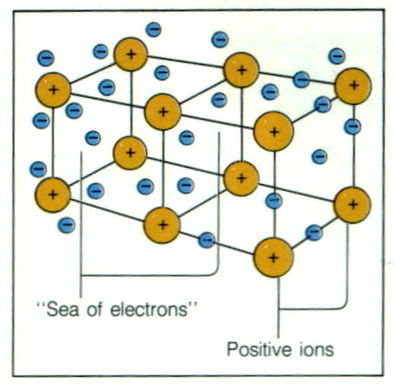 "Sea of electrons"
Positive ions